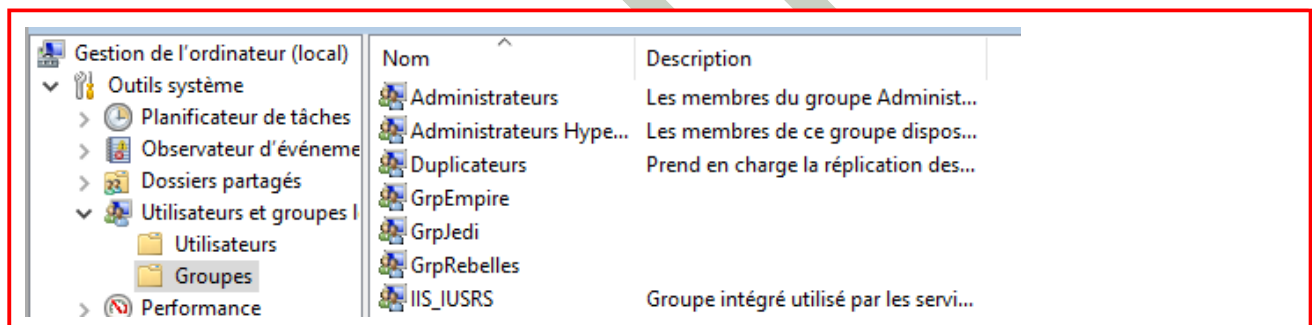 Gestion de l'ordinateur (local)
Outils système
Planificateur de tâches
Observateur d'événeme
Dossiers partagés
Utilisateurs et groupes l
Utilisateurs
Groupes
Performance
Nom Description
Administrateurs Les membres du groupe Administ...
Administrateurs Hype... Les membres de ce groupe dispos...
Duplicateurs Prend en charge la réplication des...
GrpEmpire
GrpJedi
GrpRebelles
IIS_IUSRS Groupe intégré utilisé par les servi...